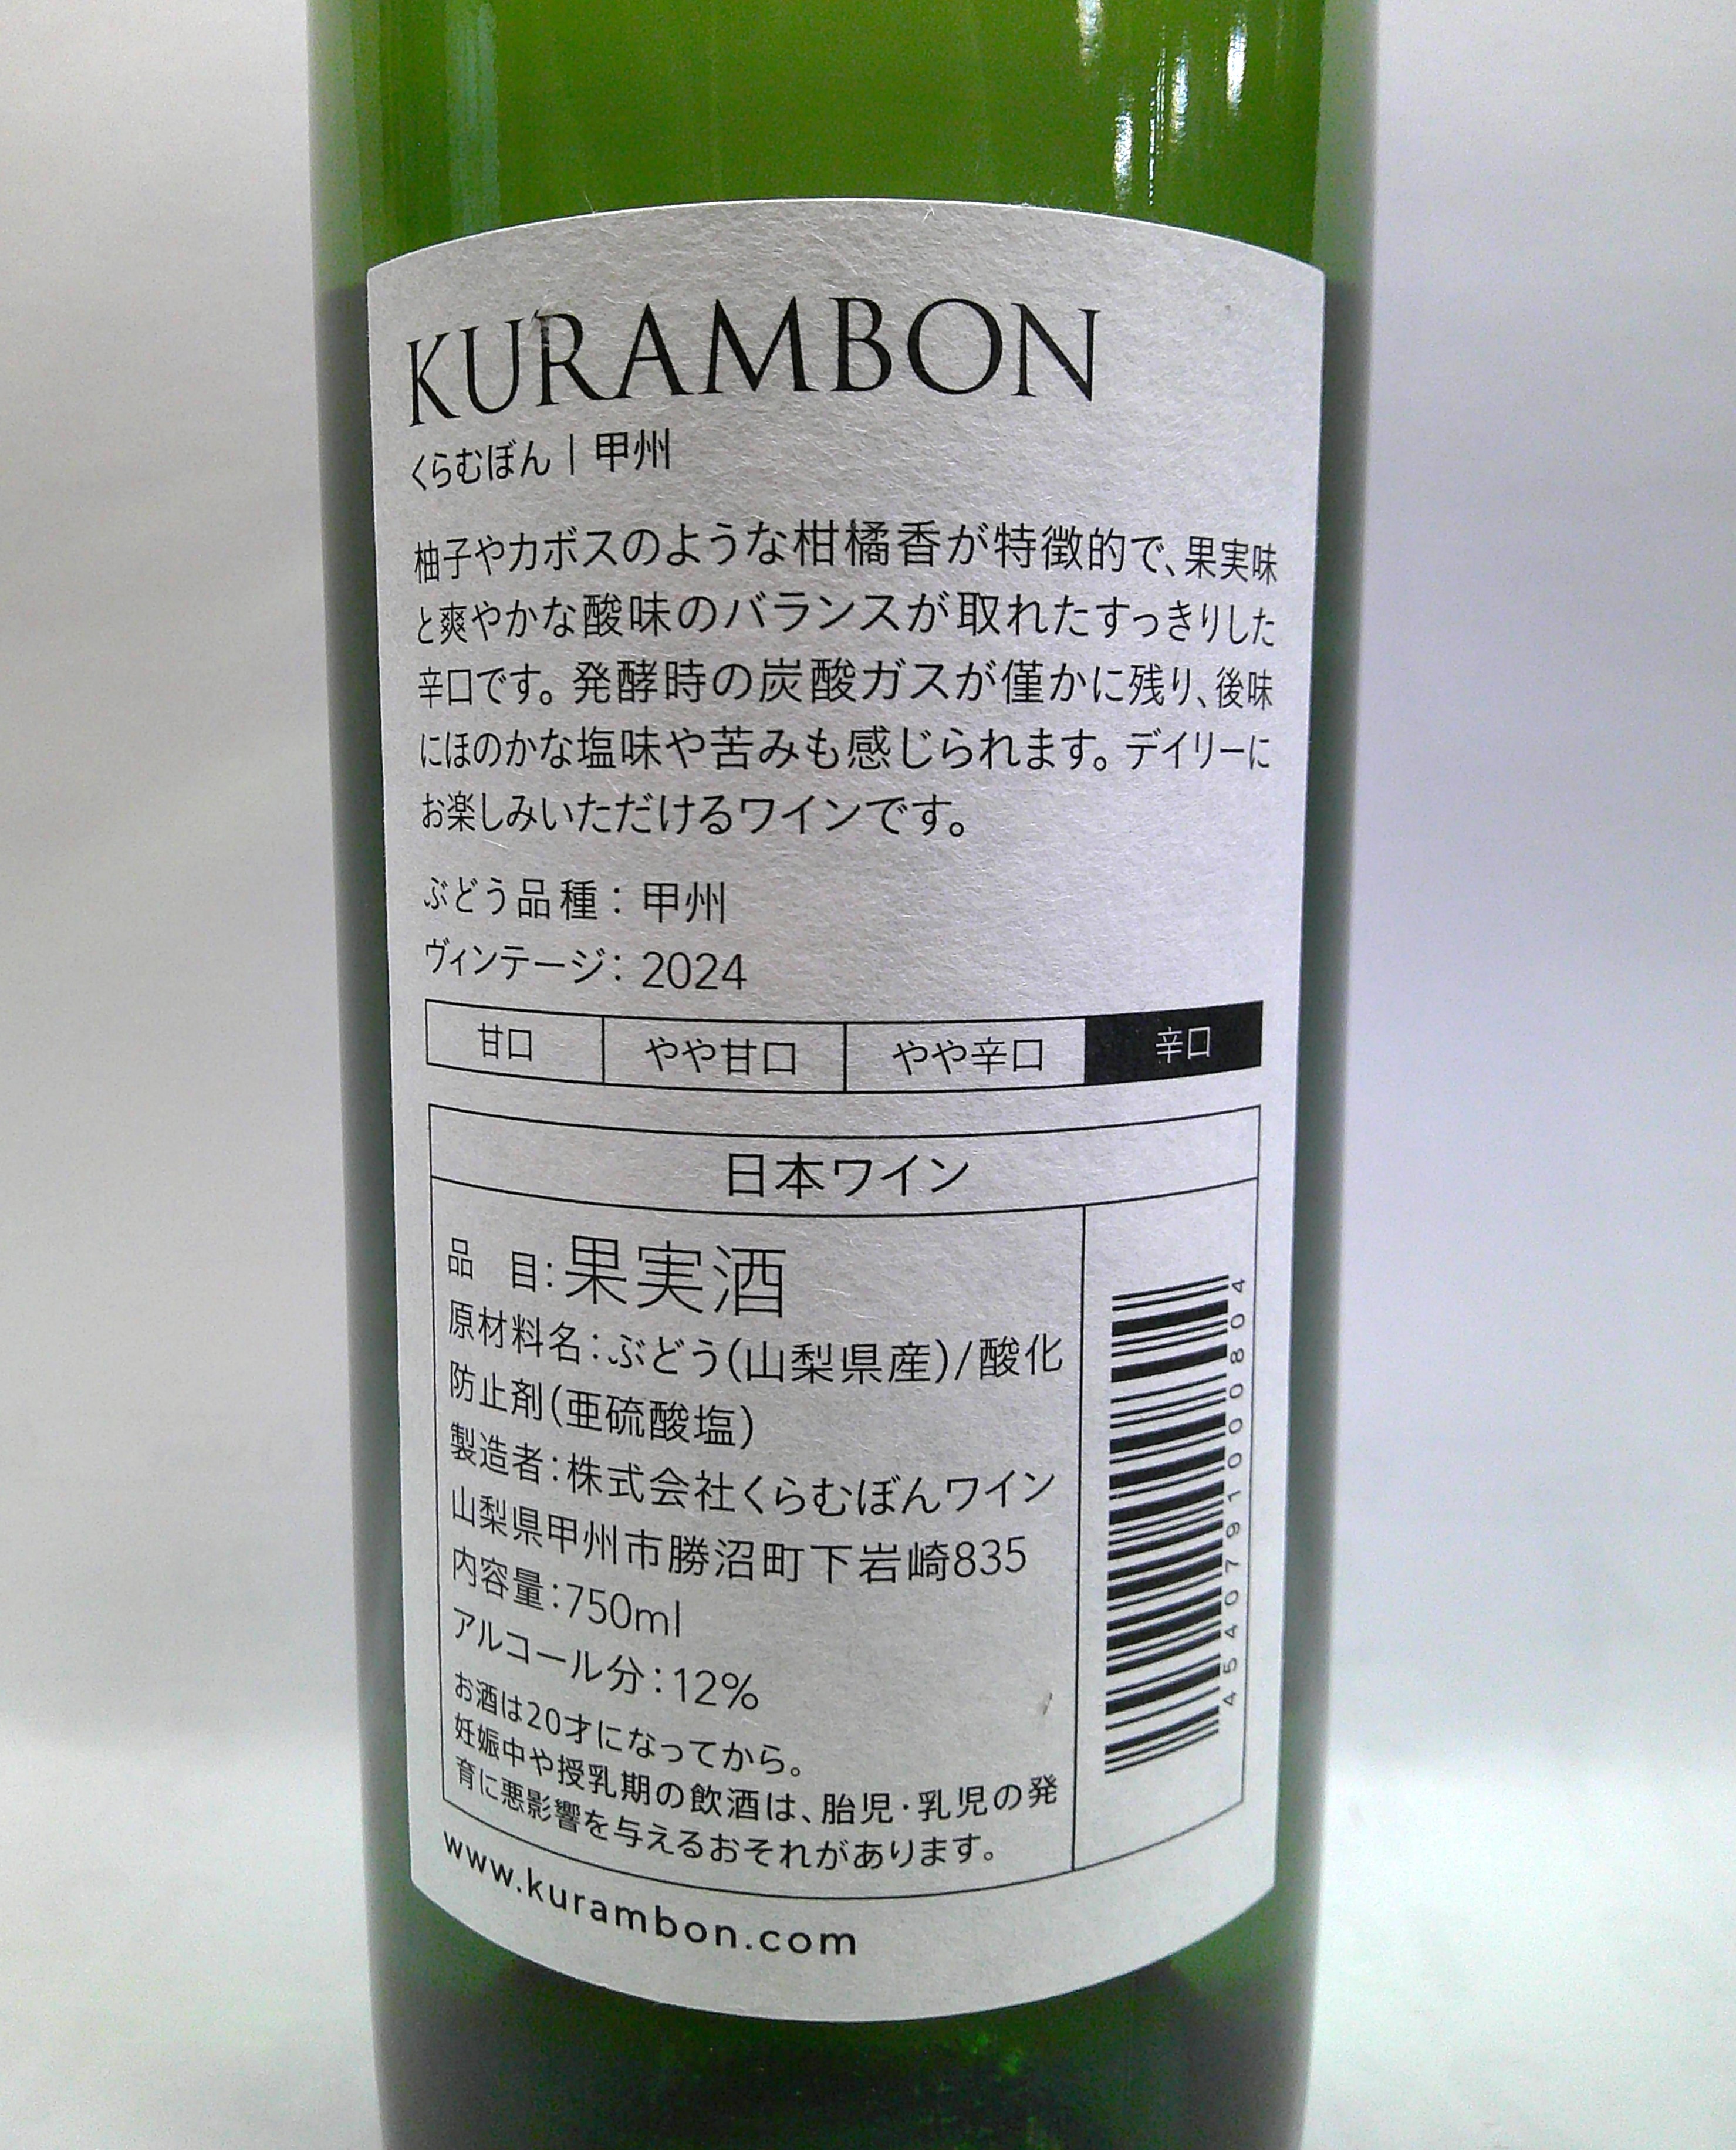 KURAMBON
くらむぼん | 甲州
柚子やカボスのような柑橘香が特徴的で、果実味
と爽やかな酸味のバランスが取れたすっきりした
辛口です。発酵時の炭酸ガスが僅かに残り、後味
にほのかな塩味や苦みも感じられます。デイリーに
お楽しみいただけるワインです。
ぶどう品種：甲州
ヴィンテージ：2024
甘口 やや甘口 やや辛口 辛口
日本ワイン
品　目：果実酒
原材料名：ぶどう(山梨県産)/酸化
防止剤(亜硫酸塩)
製造者：株式会社くらむぼんワイン
山梨県甲州市勝沼町下岩崎835
内容量：750ml
アルコール分：12%
お酒は20才になってから。
妊娠中や授乳期の飲酒は、胎児・乳児の発
育に悪影響を与えるおそれがあります。
4540791000804
www.kurambon.com